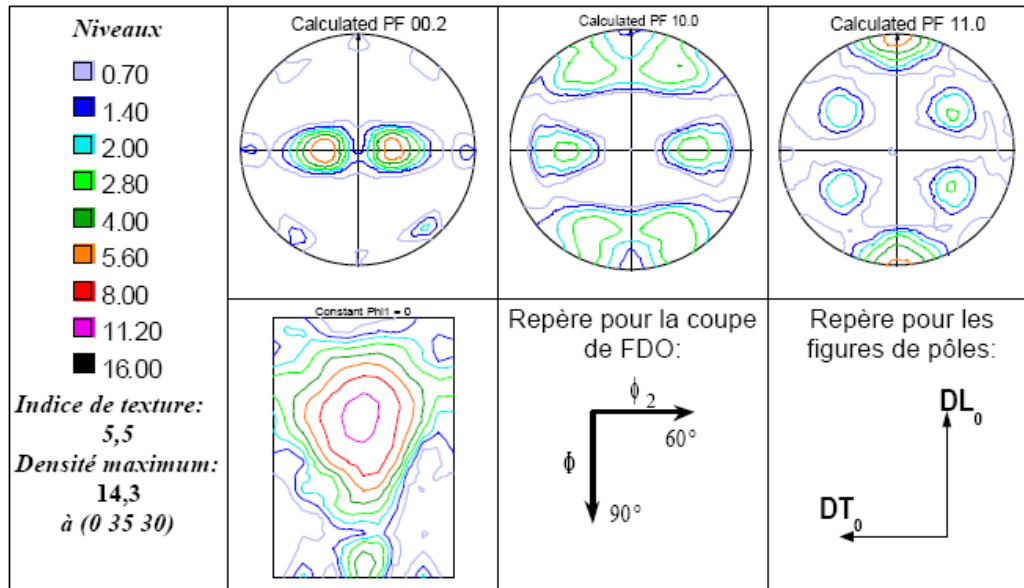 Niveaux
0.70
1.40
2.00
2.80
4.00
5.60
8.00
11.20
16.00
Indice de texture:
5,5
Densité maximum:
14,3
à (0 35 30)
Calculated PF 00.2
Calculated PF 10.0
Calculated PF 11.0
Constant Phi1 = 0
Repère pour la coupe
de FDO:
ϕ₂
60°
Φ
90°
Repère pour les
figures de pôles:
DL₀
DT₀